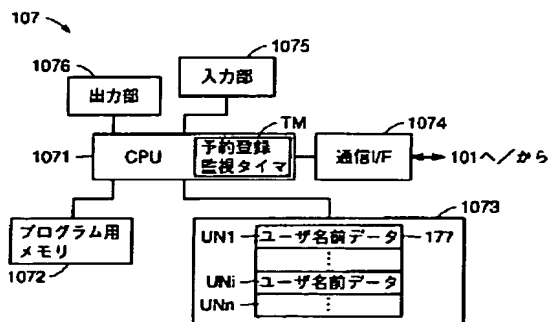 107
1075
1076
入力部
出力部
TM
1074
1071
CPU
予約登録
監視タイマ
通信I/F
101へ/から
1073
プログラム用
メモリ
1072
UN1
ユーザ名前データ
177
⋮
UNi
ユーザ名前データ
UNn
⋮